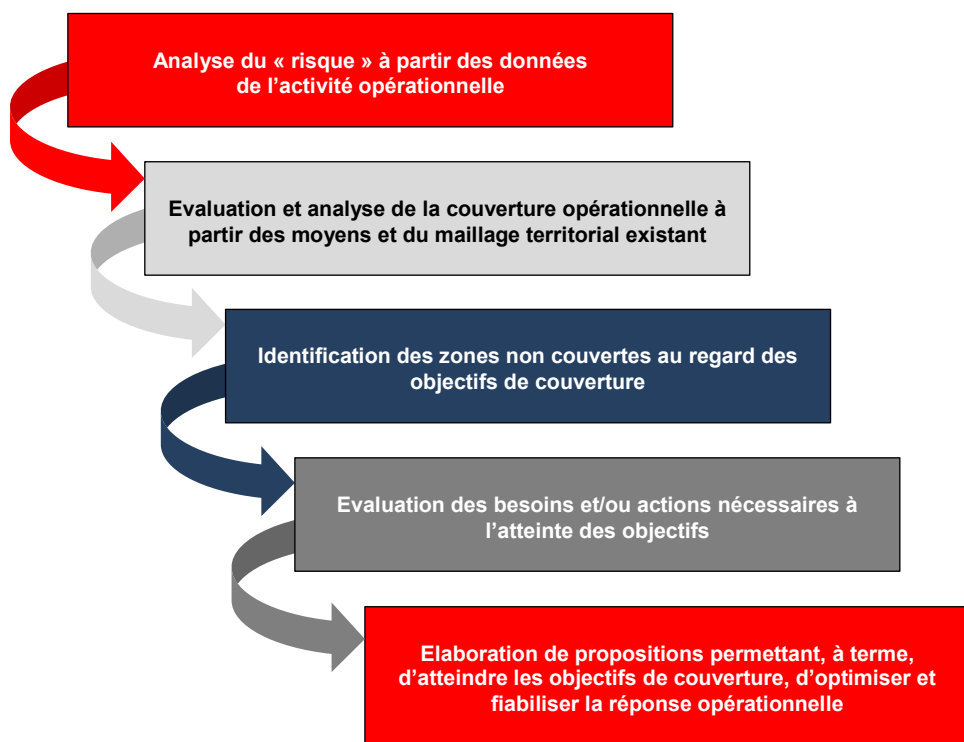 Analyse du « risque » à partir des données
de l’activité opérationnelle
Evaluation et analyse de la couverture opérationnelle à
partir des moyens et du maillage territorial existant
Identification des zones non couvertes au regard des
objectifs de couverture
Evaluation des besoins et/ou actions nécessaires à
l’atteinte des objectifs
Elaboration de propositions permettant, à terme,
d’atteindre les objectifs de couverture, d’optimiser et
fiabiliser la réponse opérationnelle